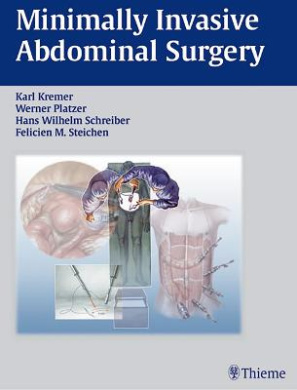 Minimally Invasive
Abdominal Surgery
Karl Kremer
Werner Platzer
Hans Wilhelm Schreiber
Felicien M. Steichen
Thieme